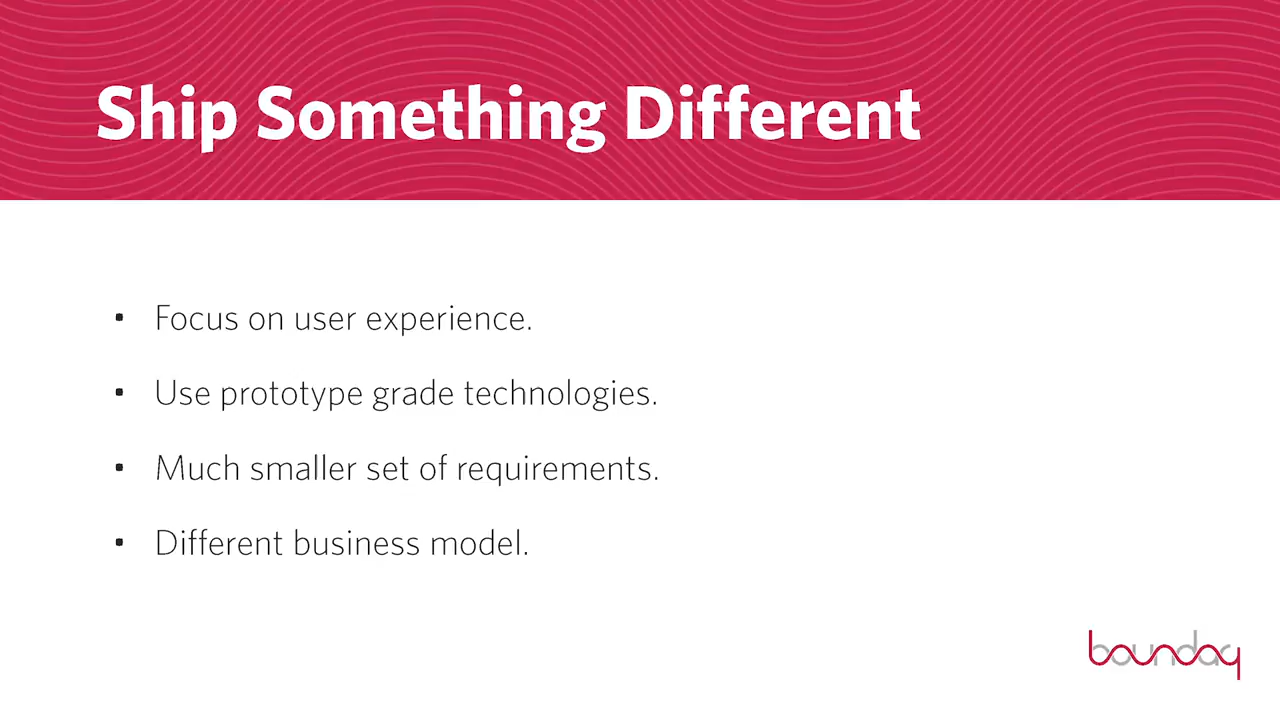 Ship Something Different
• Focus on user experience.
• Use prototype grade technologies.
• Much smaller set of requirements.
• Different business model.